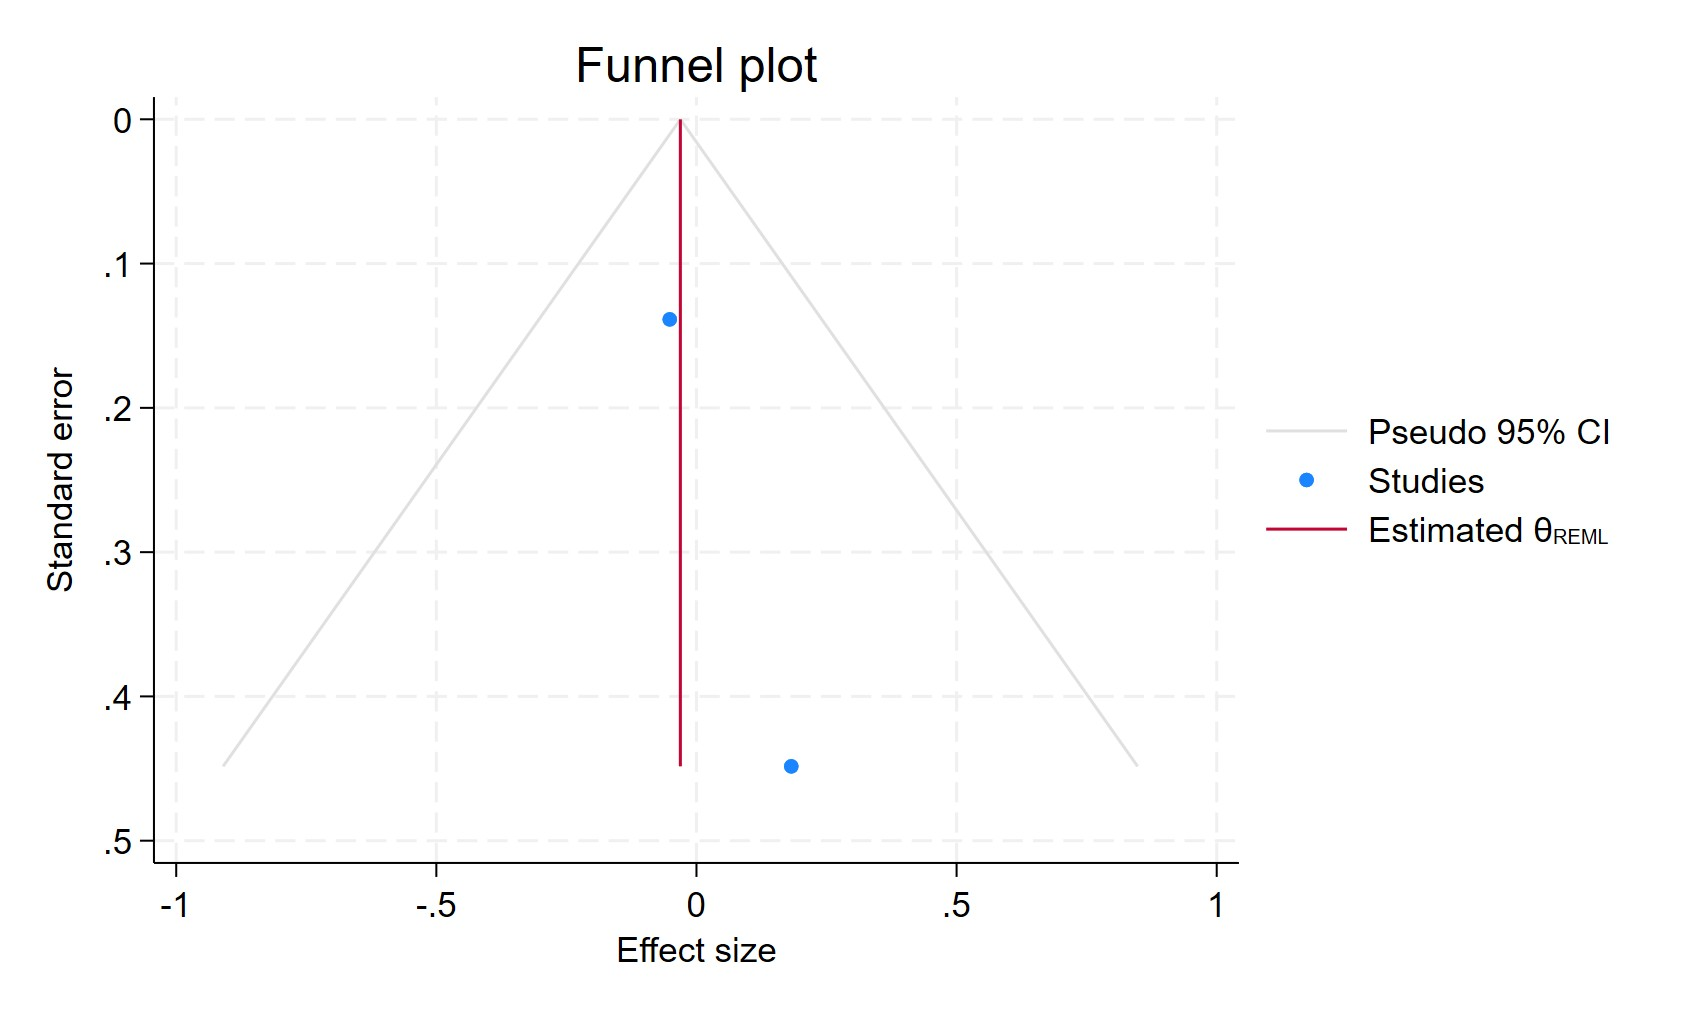 Funnel plot
0
.1
.2
.3
.4
.5
Standard error
-1 -.5 0 .5 1
Effect size
Pseudo 95% CI
Studies
Estimated θREML